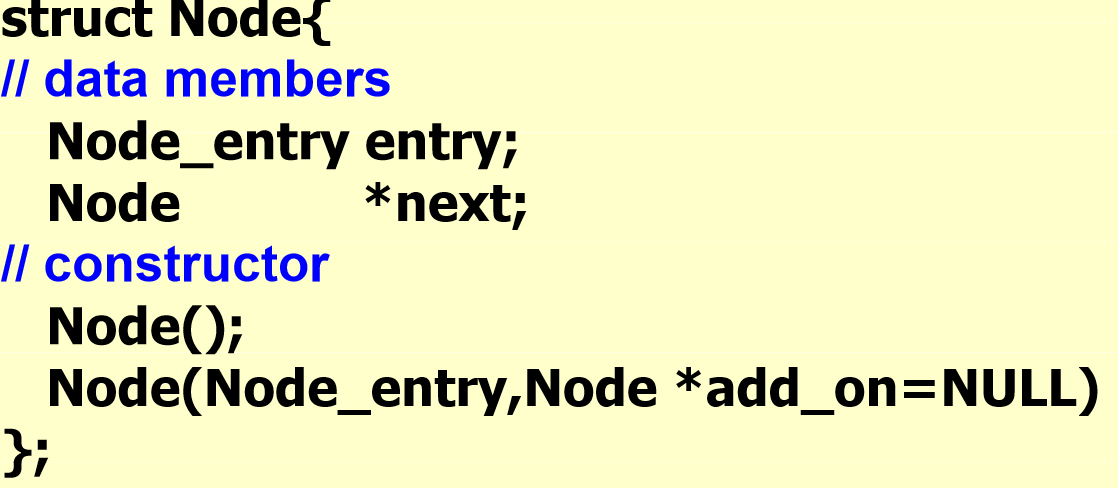 struct Node{
// data members
Node_entry entry;
Node *next;
// constructor
Node();
Node(Node_entry,Node *add_on=NULL)
};